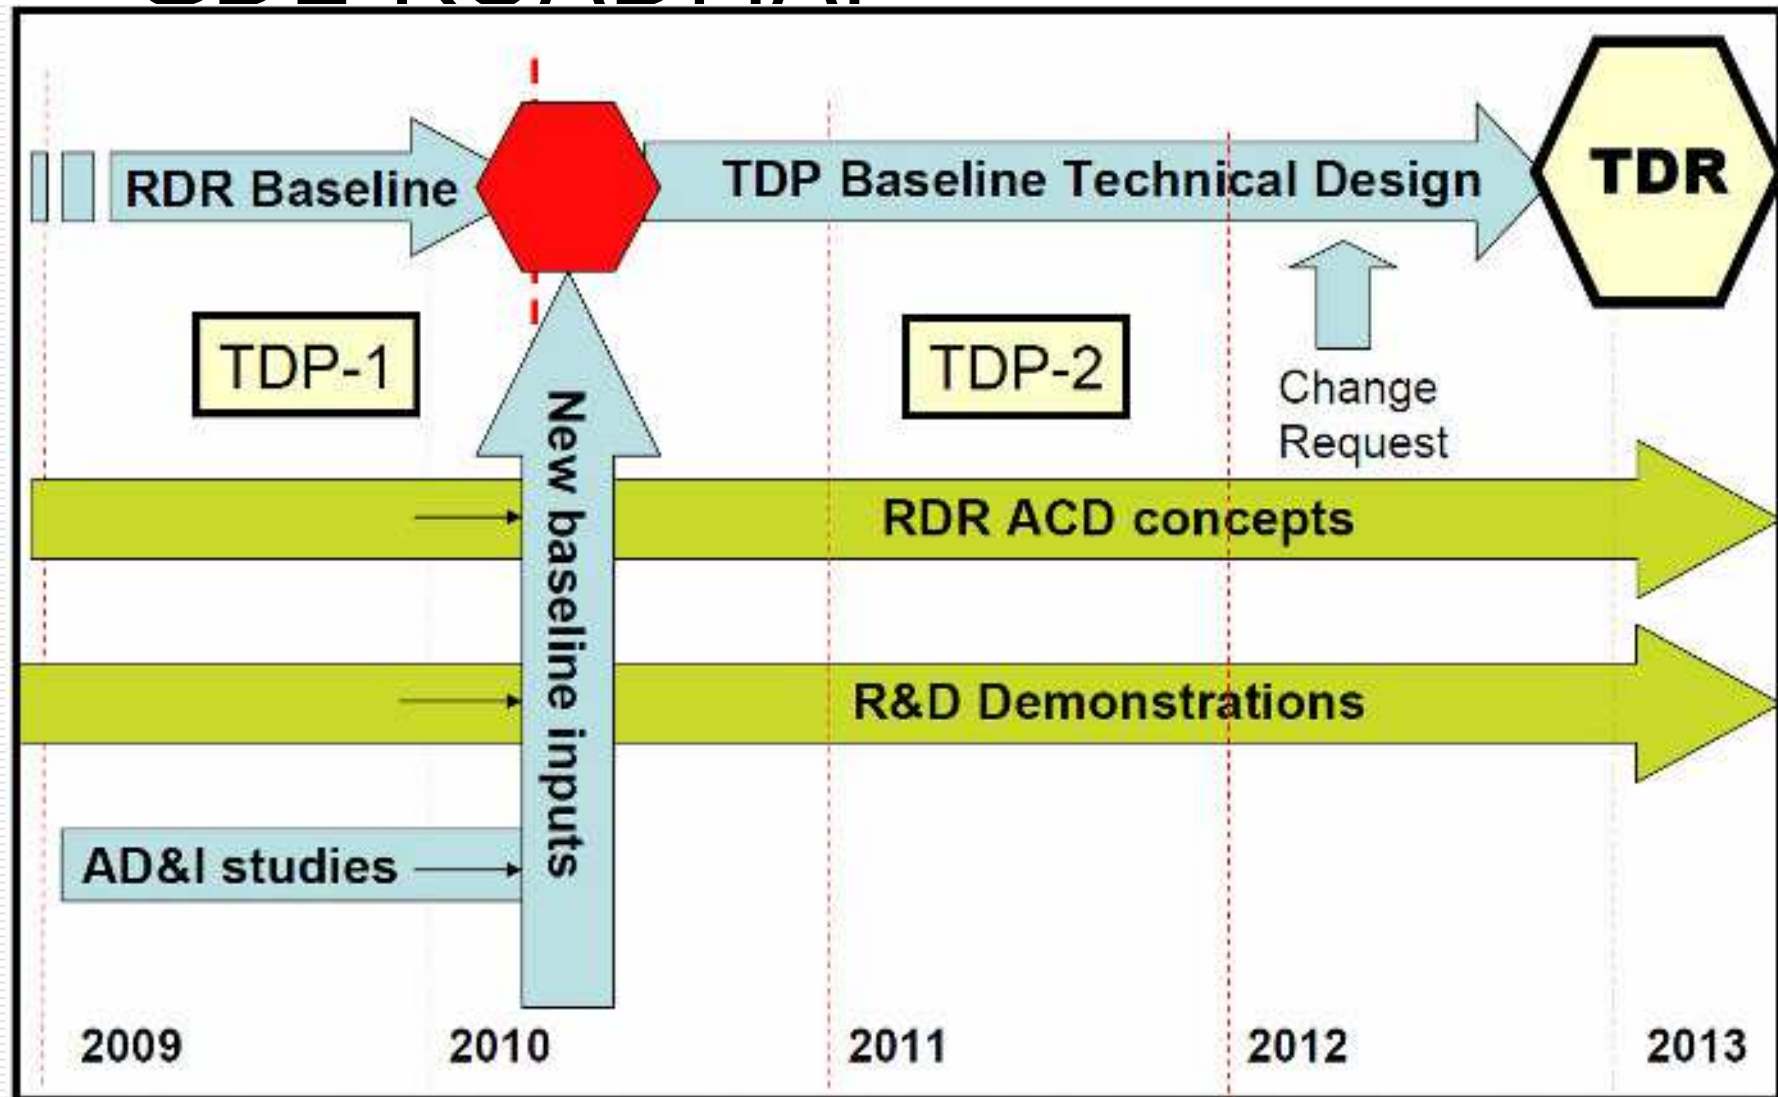 RDR Baseline
TDP Baseline Technical Design
TDR
TDP-1
TDP-2
Change
Request
New baseline inputs
RDR ACD concepts
R&D Demonstrations
AD&I studies
2009
2010
2011
2012
2013